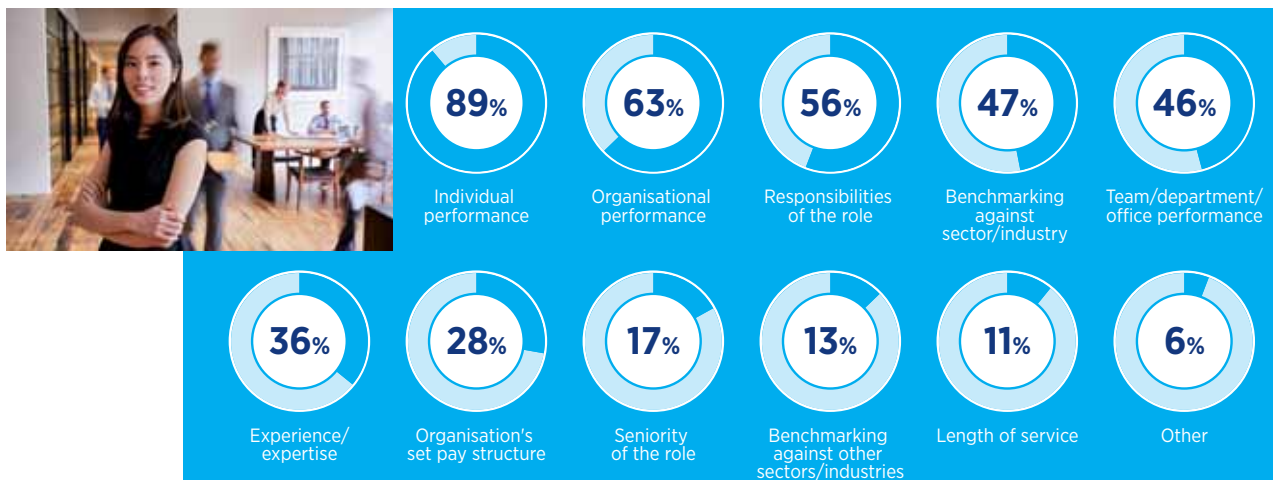 89%
Individual
performance
63%
Organisational
performance
56%
Responsibilities
of the role
47%
Benchmarking
against
sector/industry
46%
Team/department/
office performance
36%
Experience/
expertise
28%
Organisation's
set pay structure
17%
Seniority
of the role
13%
Benchmarking
against other
sectors/industries
11%
Length of service
6%
Other